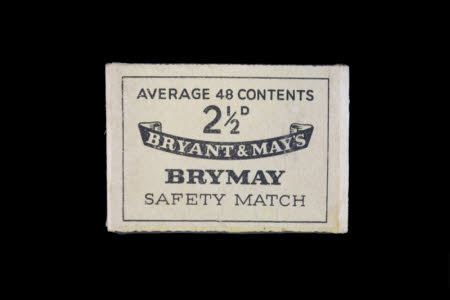 AVERAGE 48 CONTENTS
2½ᴰ
BRYANT & MAY'S
BRYMAY
SAFETY MATCH